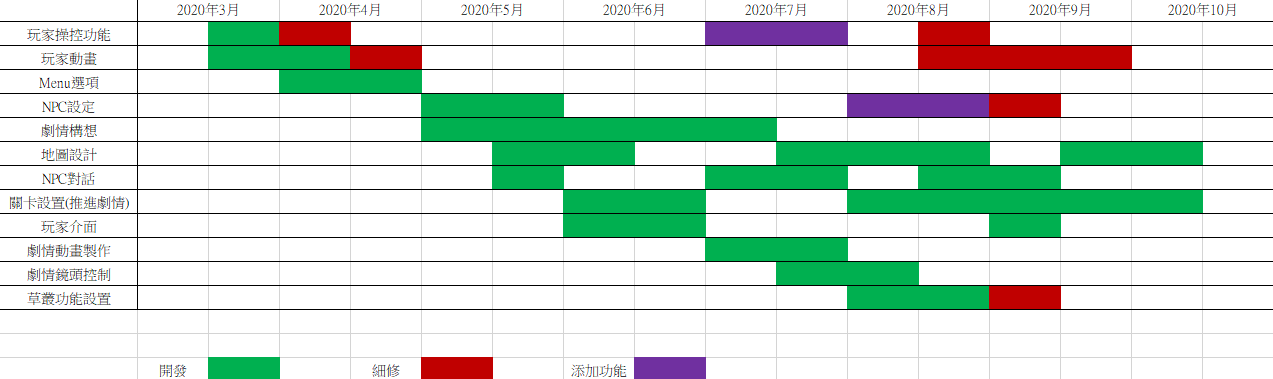 2020年3月 2020年4月 2020年5月 2020年6月 2020年7月 2020年8月 2020年9月 2020年10月
玩家操控功能
玩家動畫
Menu選項
NPC設定
劇情構想
地圖設計
NPC對話
關卡設置(推進劇情)
玩家介面
劇情動畫製作
劇情鏡頭控制
草叢功能設置
開發 細修 添加功能